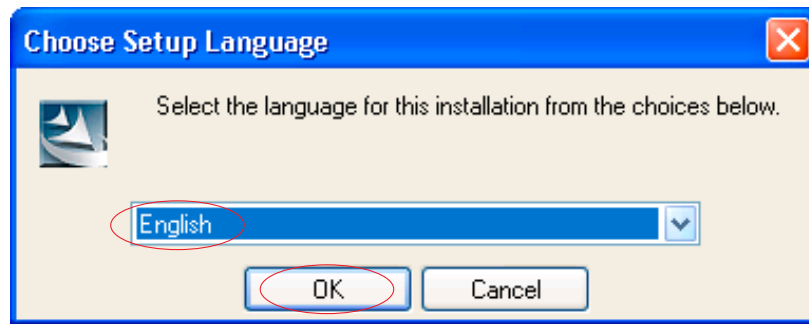 Choose Setup Language
Select the language for this installation from the choices below.
English
OK
Cancel